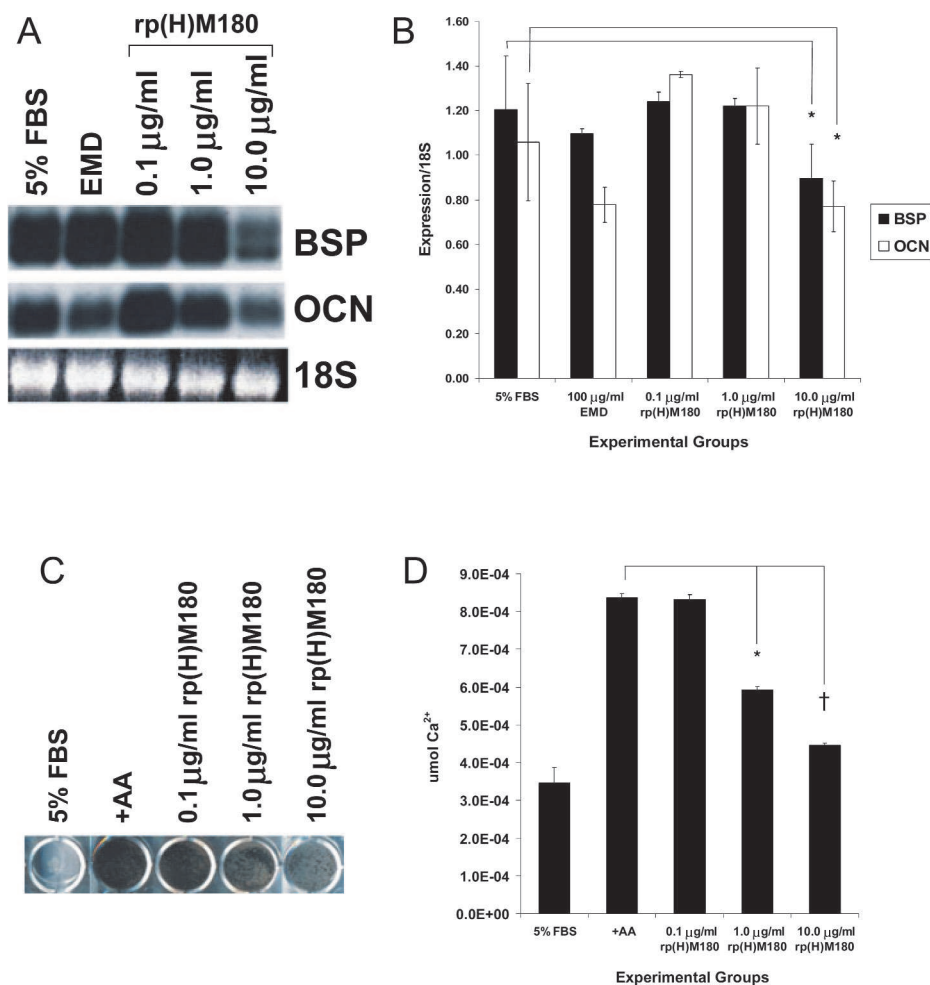 A
rp(H)M180
5% FBS
EMD
0.1 µg/ml
1.0 µg/ml
10.0 µg/ml
BSP
OCN
18S
B
Expression/18S
1.60
1.40
1.20
1.00
0.80
0.60
0.40
0.20
0.00
*
*
BSP
OCN
5% FBS
100 µg/ml
EMD
0.1 µg/ml
rp(H)M180
1.0 µg/ml
rp(H)M180
10.0 µg/ml
rp(H)M180
Experimental Groups
C
5% FBS
+AA
0.1 µg/ml rp(H)M180
1.0 µg/ml rp(H)M180
10.0 µg/ml rp(H)M180
D
umol Ca²⁺
9.0E-04
8.0E-04
7.0E-04
6.0E-04
5.0E-04
4.0E-04
3.0E-04
2.0E-04
1.0E-04
0.0E+00
*
†
5% FBS
+AA
0.1 µg/ml
rp(H)M180
1.0 µg/ml
rp(H)M180
10.0 µg/ml
rp(H)M180
Experimental Groups